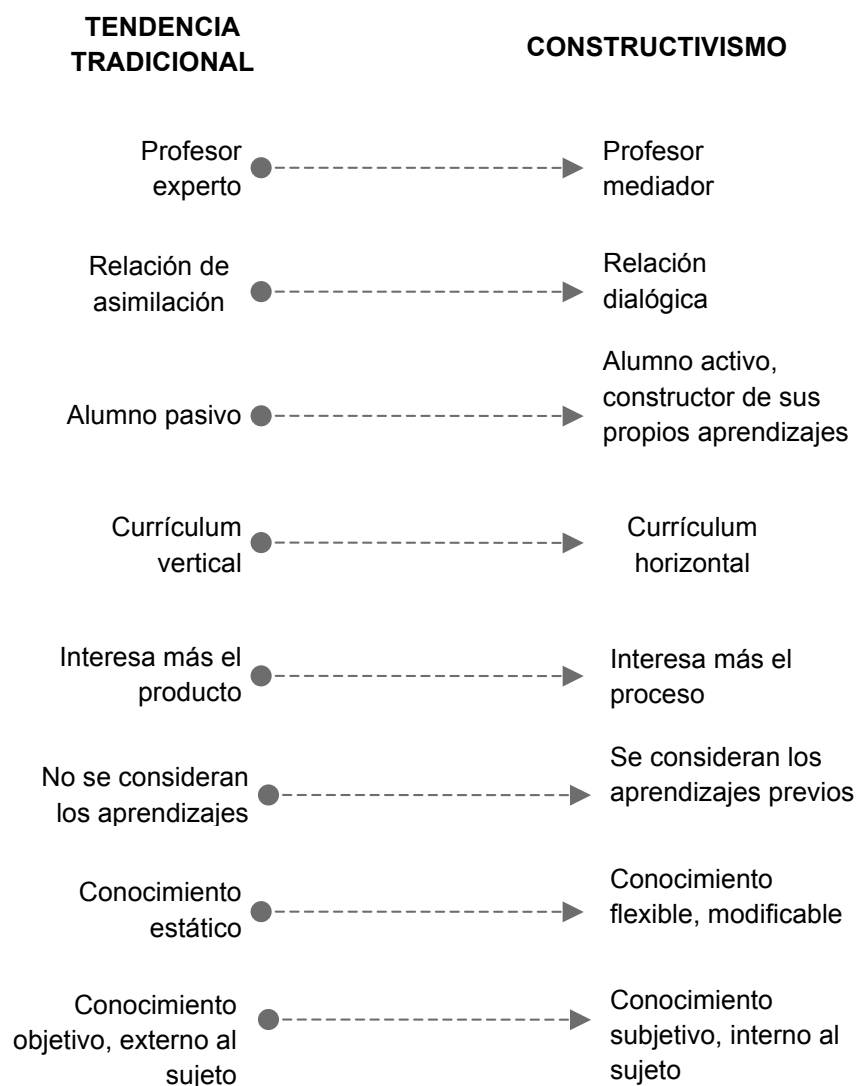 TENDENCIA
TRADICIONAL
CONSTRUCTIVISMO
Profesor
experto
Profesor
mediador
Relación de
asimilación
Relación
dialógica
Alumno pasivo
Alumno activo,
constructor de sus
propios aprendizajes
Currículum
vertical
Currículum
horizontal
Interesa más el
producto
Interesa más el
proceso
No se consideran
los aprendizajes
Se consideran los
aprendizajes previos
Conocimiento
estático
Conocimiento
flexible, modificable
Conocimiento
objetivo, externo al
sujeto
Conocimiento
subjetivo, interno al
sujeto